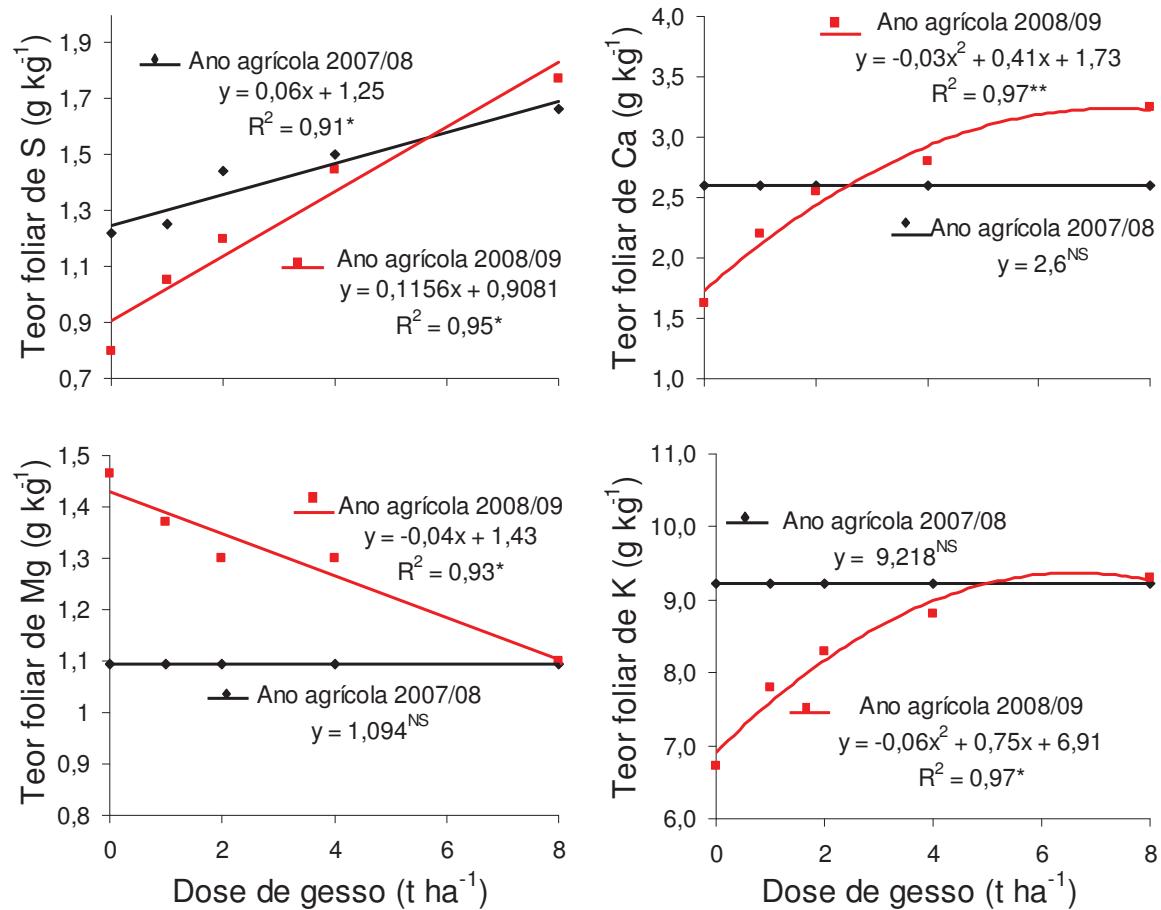 Teor foliar de S (g kg-1)
1,9
1,7
1,5
1,3
1,1
0,9
0,7
Ano agrícola 2007/08
y = 0,06x + 1,25
R2 = 0,91*
Ano agrícola 2008/09
y = 0,1156x + 0,9081
R2 = 0,95*
Teor foliar de Ca (g kg-1)
4,0
3,5
3,0
2,5
2,0
1,5
1,0
Ano agrícola 2008/09
y = -0,03x2 + 0,41x + 1,73
R2 = 0,97**
Ano agrícola 2007/08
y = 2,6NS
Teor foliar de Mg (g kg-1)
1,5
1,4
1,3
1,2
1,1
1
0,9
0,8
Ano agrícola 2008/09
y = -0,04x + 1,43
R2 = 0,93*
Ano agrícola 2007/08
y = 1,094NS
0 2 4 6 8
Dose de gesso (t ha-1)
Teor foliar de K (g kg-1)
11,0
10,0
9,0
8,0
7,0
6,0
Ano agrícola 2007/08
y = 9,218NS
Ano agrícola 2008/09
y = -0,06x2 + 0,75x + 6,91
R2 = 0,97*
0 2 4 6 8
Dose de gesso (t ha-1)